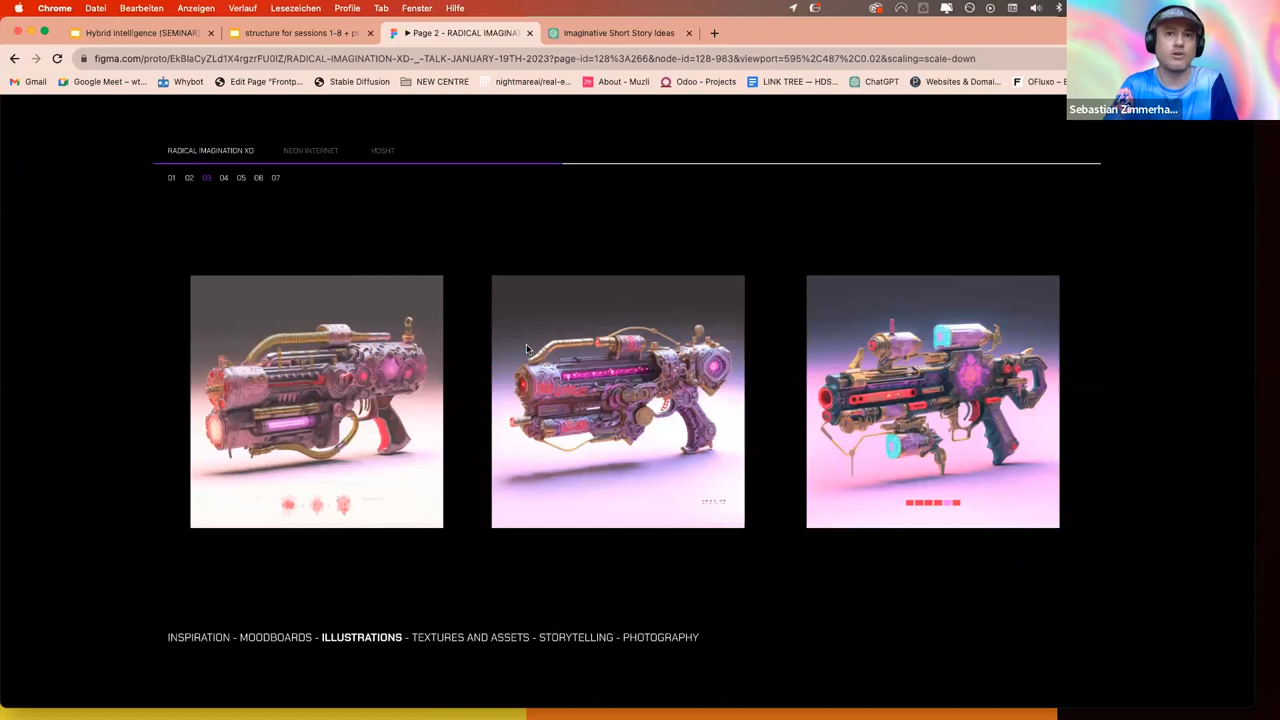 Chrome Datei Bearbeiten Anzeigen Verlauf Lesezeichen Profile Tab Fenster Hilfe
Hybrid intelligence (SEMINAR) structure for sessions 1-8 + pr Page 2 - RADICAL IMAGINAT Imaginative Short Story Ideas
figma.com/proto/EkBlaCyZLd1X4rgzrFU0IZ/RADICAL-IMAGINATION-XD-_-TALK-JANUARY-19TH-2023?page-id=128%3A266&node-id=128-983&viewport=595%2C487%2C0.02&scaling=scale-down
Gmail Google Meet – wt... Whybot Edit Page "Frontp... Stable Diffusion NEW CENTRE nightmareai/real-e... About - Muzli Odoo - Projects LINK TREE — HDS... ChatGPT Websites & Domai... OFluxo – L
Sebastian Zimmerha...
RADICAL IMAGINATION XD NEON INTERNET HOSHT
01 02 03 04 05 06 07
INSPIRATION - MOODBOARDS - ILLUSTRATIONS - TEXTURES AND ASSETS - STORYTELLING - PHOTOGRAPHY